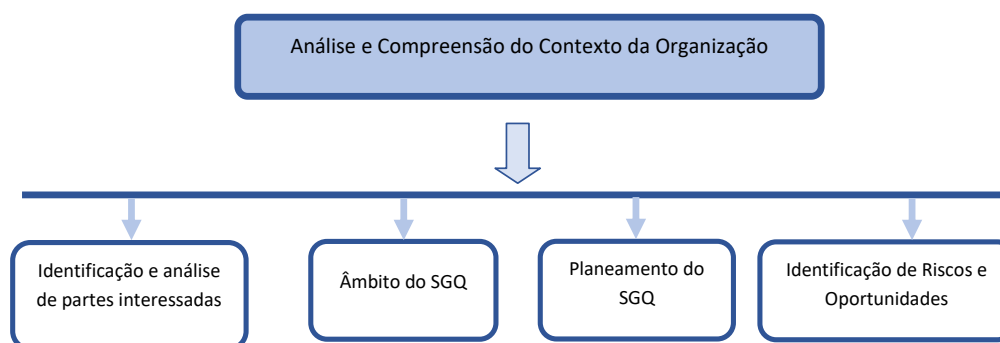 Análise e Compreensão do Contexto da Organização
Identificação e análise
de partes interessadas
Âmbito do SGQ
Planeamento do
SGQ
Identificação de Riscos e
Oportunidades